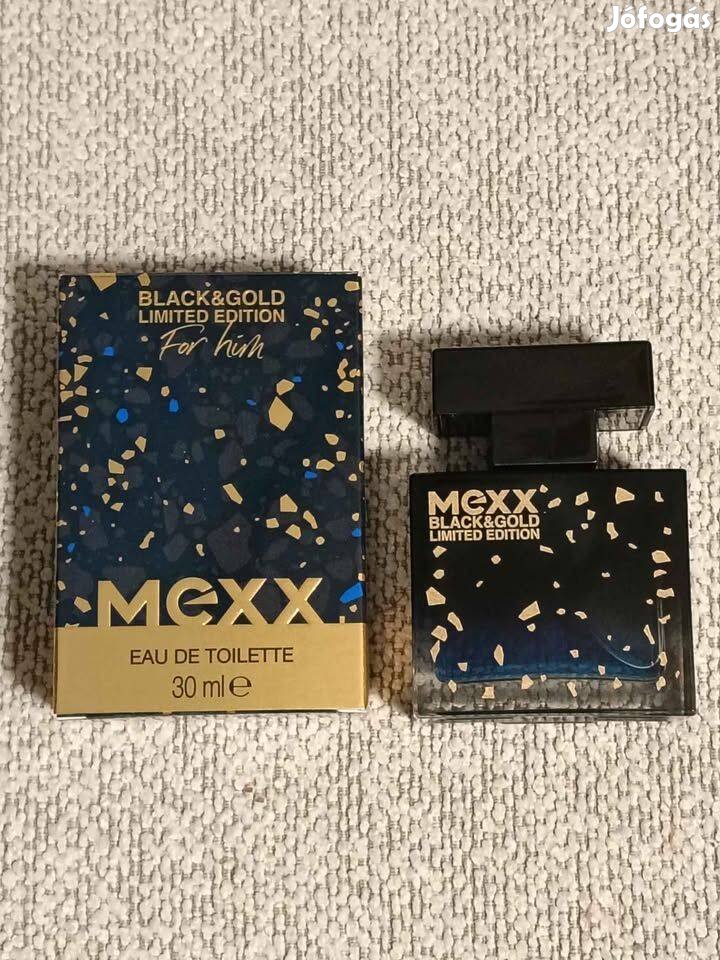 Jófogás
BLACK&GOLD
LIMITED EDITION
For him
Mexx
EAU DE TOILETTE
30 ml ℮
Mexx
BLACK&GOLD
LIMITED EDITION